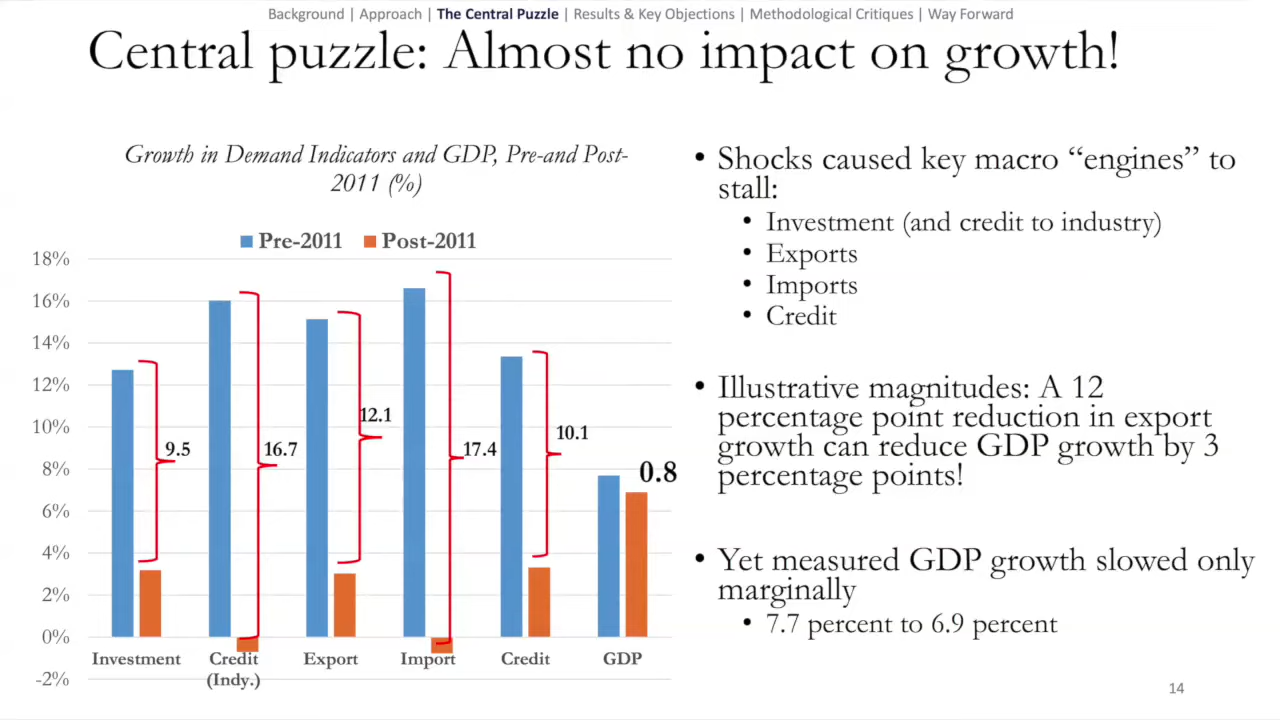 Background | Approach | The Central Puzzle | Results & Key Objections | Methodological Critiques | Way Forward
Central puzzle: Almost no impact on growth!
Growth in Demand Indicators and GDP, Pre-and Post-
2011 (%)
Pre-2011 Post-2011
18%
16%
14%
12%
10%
8%
6%
4%
2%
0%
-2%
9.5
16.7
12.1
17.4
10.1
0.8
Investment Credit Export Import Credit GDP
(Indy.)
• Shocks caused key macro “engines” to
stall:
• Investment (and credit to industry)
• Exports
• Imports
• Credit
• Illustrative magnitudes: A 12
percentage point reduction in export
growth can reduce GDP growth by 3
percentage points!
• Yet measured GDP growth slowed only
marginally
• 7.7 percent to 6.9 percent
14